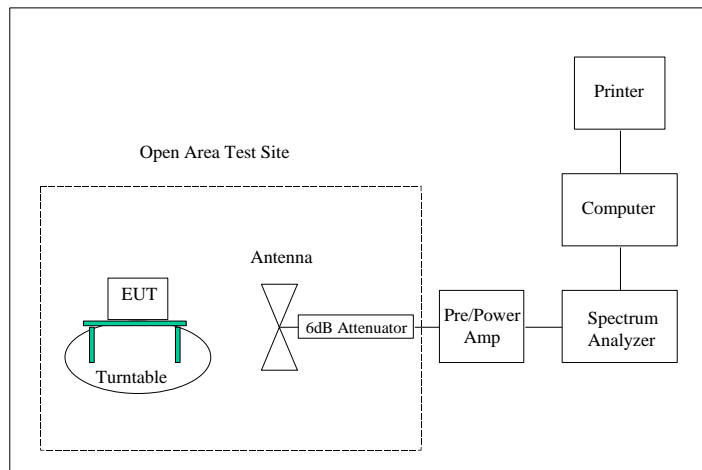 Printer
Open Area Test Site
Computer
Antenna
EUT
6dB Attenuator
Pre/Power
Amp
Spectrum
Analyzer
Turntable